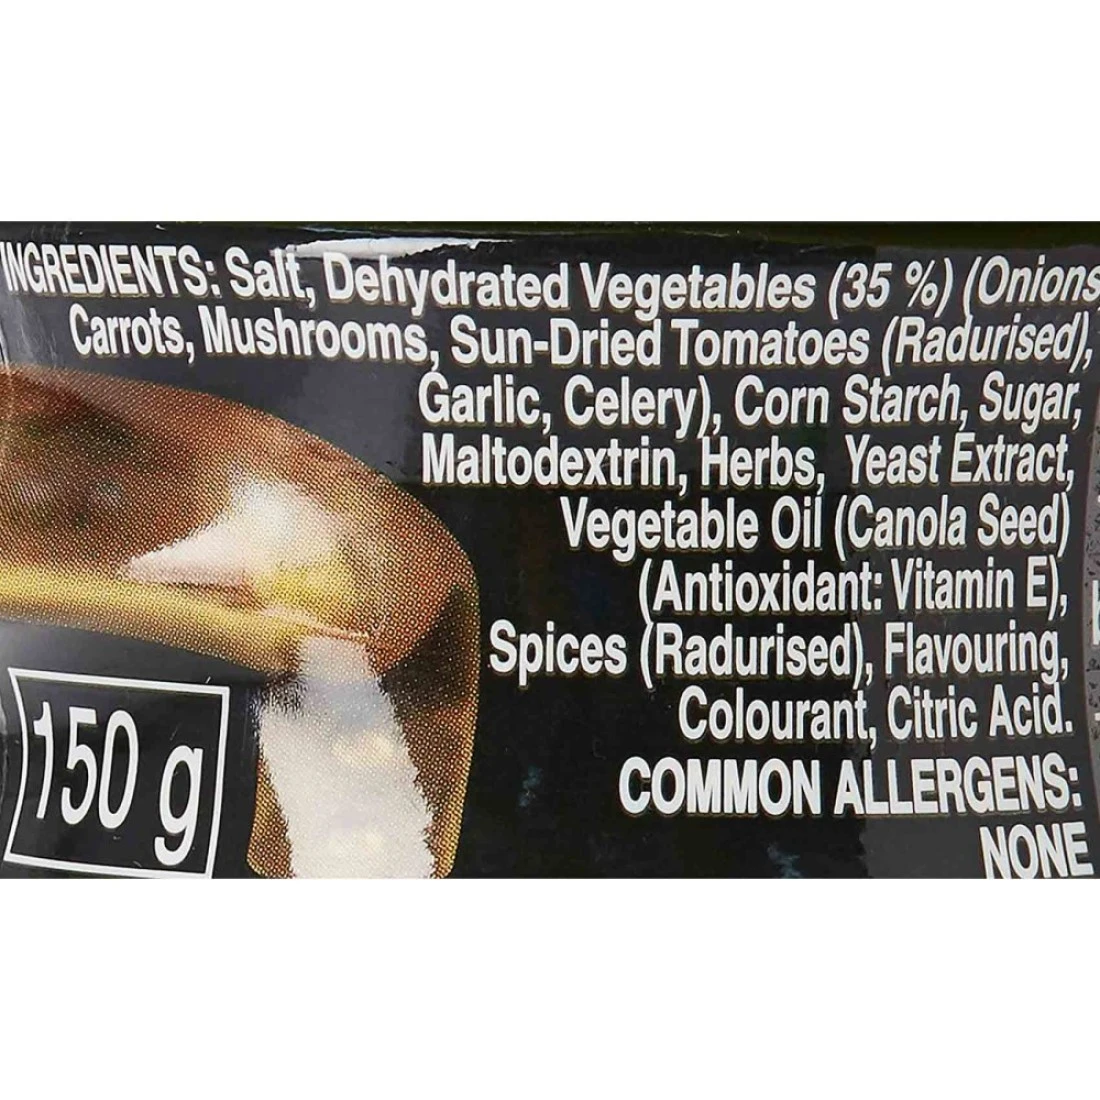 INGREDIENTS: Salt, Dehydrated Vegetables (35 %) (Onions,
Carrots, Mushrooms, Sun-Dried Tomatoes (Radurised),
Garlic, Celery), Corn Starch, Sugar,
Maltodextrin, Herbs, Yeast Extract,
Vegetable Oil (Canola Seed)
(Antioxidant: Vitamin E),
Spices (Radurised), Flavouring,
Colourant, Citric Acid.
COMMON ALLERGENS:
NONE
150 g